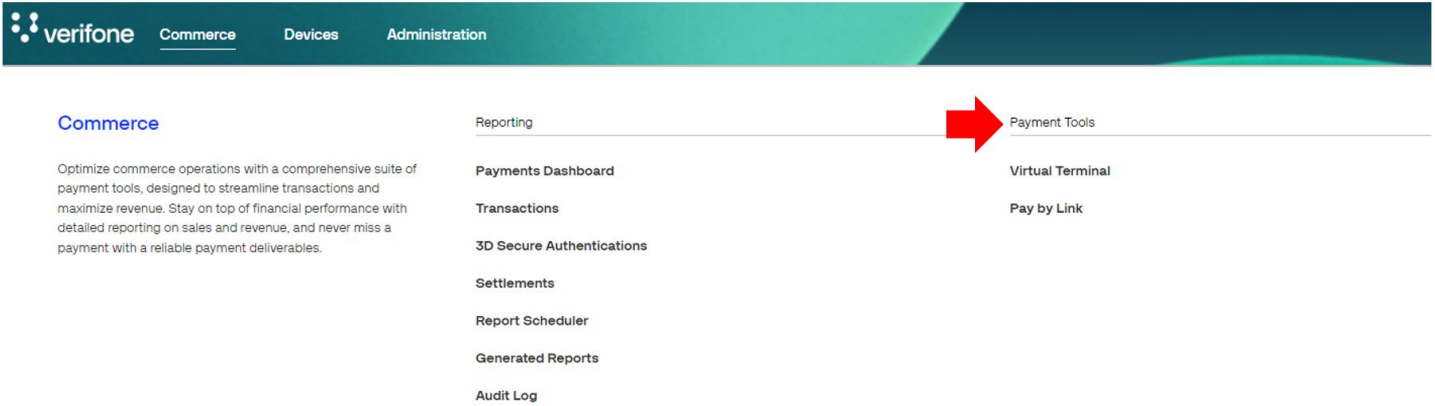 verifone Commerce Devices Administration
Commerce
Optimize commerce operations with a comprehensive suite of
payment tools, designed to streamline transactions and
maximize revenue. Stay on top of financial performance with
detailed reporting on sales and revenue, and never miss a
payment with a reliable payment deliverables.
Reporting
Payments Dashboard
Transactions
3D Secure Authentications
Settlements
Report Scheduler
Generated Reports
Audit Log
Payment Tools
Virtual Terminal
Pay by Link